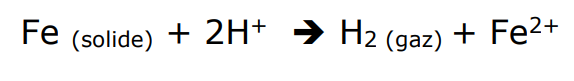 Fe (solide) + 2H⁺ ➔ H₂ (gaz) + Fe²⁺